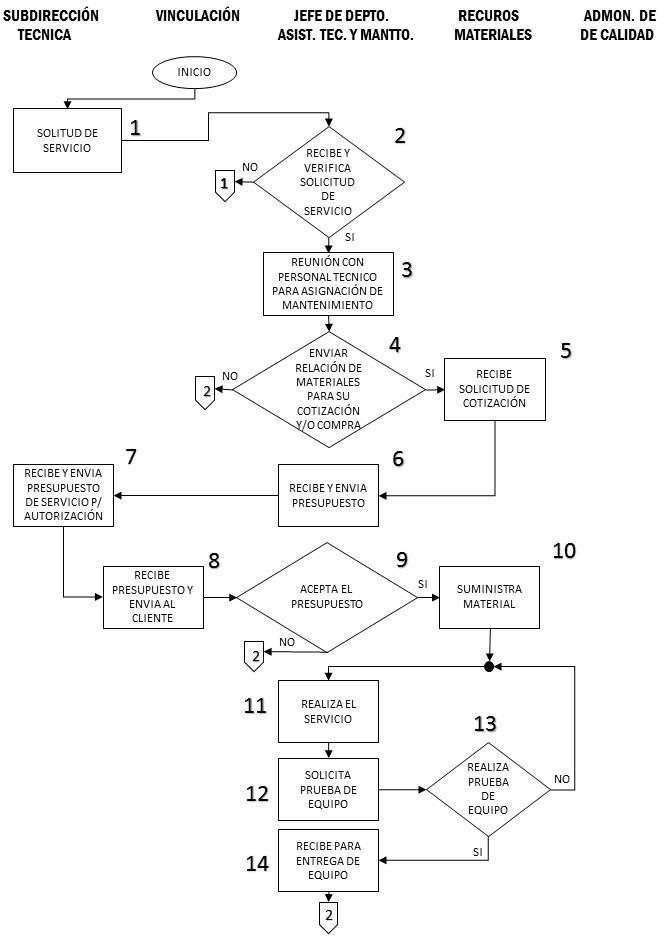 SUBDIRECCIÓN
TECNICA
VINCULACIÓN
JEFE DE DEPTO.
ASIST. TEC. Y MANTTO.
RECUROS
MATERIALES
ADMON. DE
DE CALIDAD
INICIO
SOLITUD DE
SERVICIO
1
2
RECIBE Y
VERIFICA
SOLICITUD
DE
SERVICIO
NO
1
SI
REUNIÓN CON
PERSONAL TECNICO
PARA ASIGNACIÓN DE
MANTENIMIENTO
3
4
ENVIAR
RELACIÓN DE
MATERIALES
PARA SU
COTIZACIÓN
Y/O COMPRA
NO
2
SI
5
RECIBE
SOLICITUD DE
COTIZACIÓN
7
RECIBE Y ENVIA
PRESUPUESTO
DE SERVICIO P/
AUTORIZACIÓN
6
RECIBE Y ENVIA
PRESUPUESTO
8
RECIBE
PRESUPUESTO Y
ENVIA AL
CLIENTE
9
ACEPTA EL
PRESUPUESTO
SI
NO
2
10
SUMINISTRA
MATERIAL
11
REALIZA EL
SERVICIO
12
SOLICITA
PRUEBA DE
EQUIPO
13
REALIZA
PRUEBA
DE
EQUIPO
NO
SI
14
RECIBE PARA
ENTREGA DE
EQUIPO
2